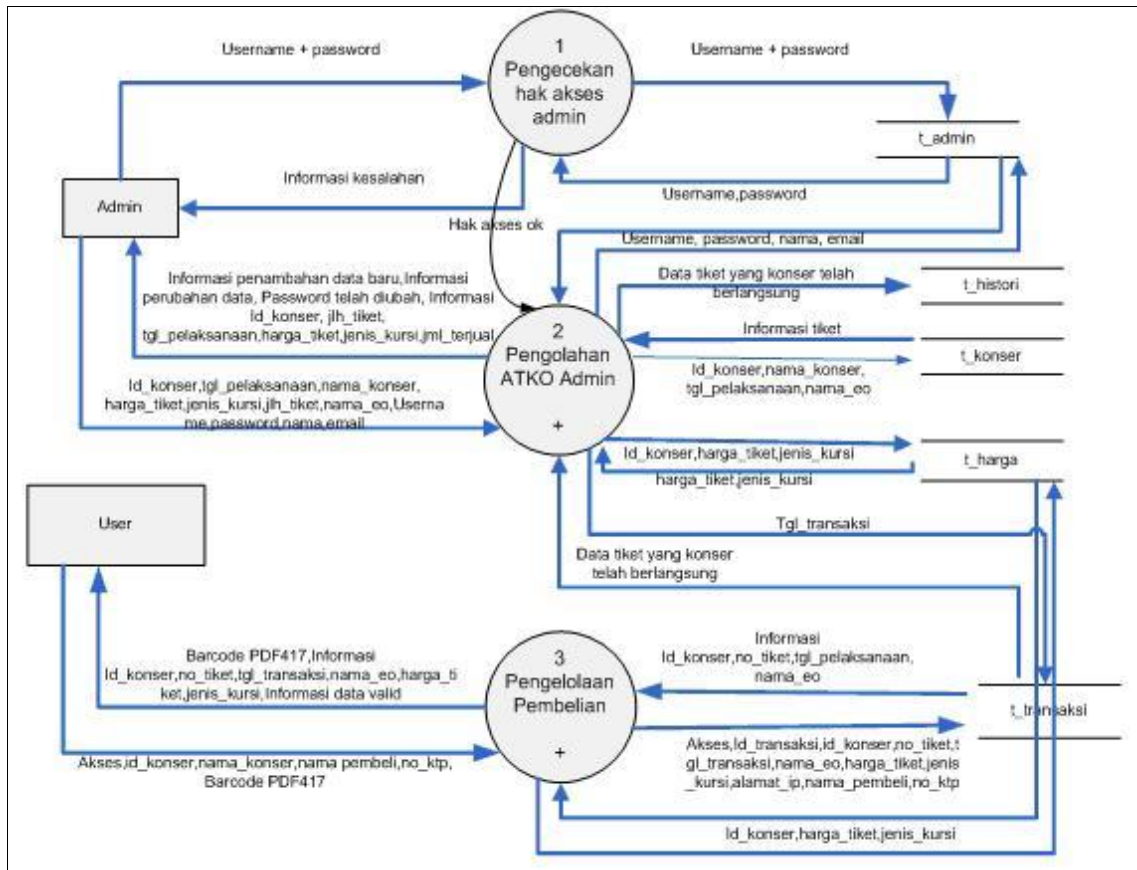 Username + password
1
Pengecekan
hak akses
admin
Username + password
t_admin
Informasi kesalahan
Username,password
Admin
Hak akses ok
Username, password, nama, email
Informasi penambahan data baru,Informasi
perubahan data, Password telah diubah, Informasi
Id_konser, jlh_tiket,
tgl_pelaksanaan,harga_tiket,jenis_kursi,jml_terjual
Data tiket yang konser telah
berlangsung
t_histori
2
Pengolahan
ATKO Admin
+
Informasi tiket
t_konser
Id_konser,nama_konser,
tgl_pelaksanaan,nama_eo
Id_konser,tgl_pelaksanaan,nama_konser,
harga_tiket,jenis_kursi,jlh_tiket,nama_eo,Userna
me,password,nama,email
Id_konser,harga_tiket,jenis_kursi
t_harga
harga_tiket,jenis_kursi
User
Tgl_transaksi
Data tiket yang konser
telah berlangsung
Barcode PDF417,Informasi
Id_konser,no_tiket,tgl_transaksi,nama_eo,harga_ti
ket,jenis_kursi,Informasi data valid
3
Pengelolaan
Pembelian
+
Informasi
Id_konser,no_tiket,tgl_pelaksanaan,
nama_eo
t_transaksi
Akses,id_konser,nama_konser,nama pembeli,no_ktp,
Barcode PDF417
Akses,Id_transaksi,id_konser,no_tiket,t
gl_transaksi,nama_eo,harga_tiket,jenis
_kursi,alamat_ip,nama_pembeli,no_ktp
Id_konser,harga_tiket,jenis_kursi